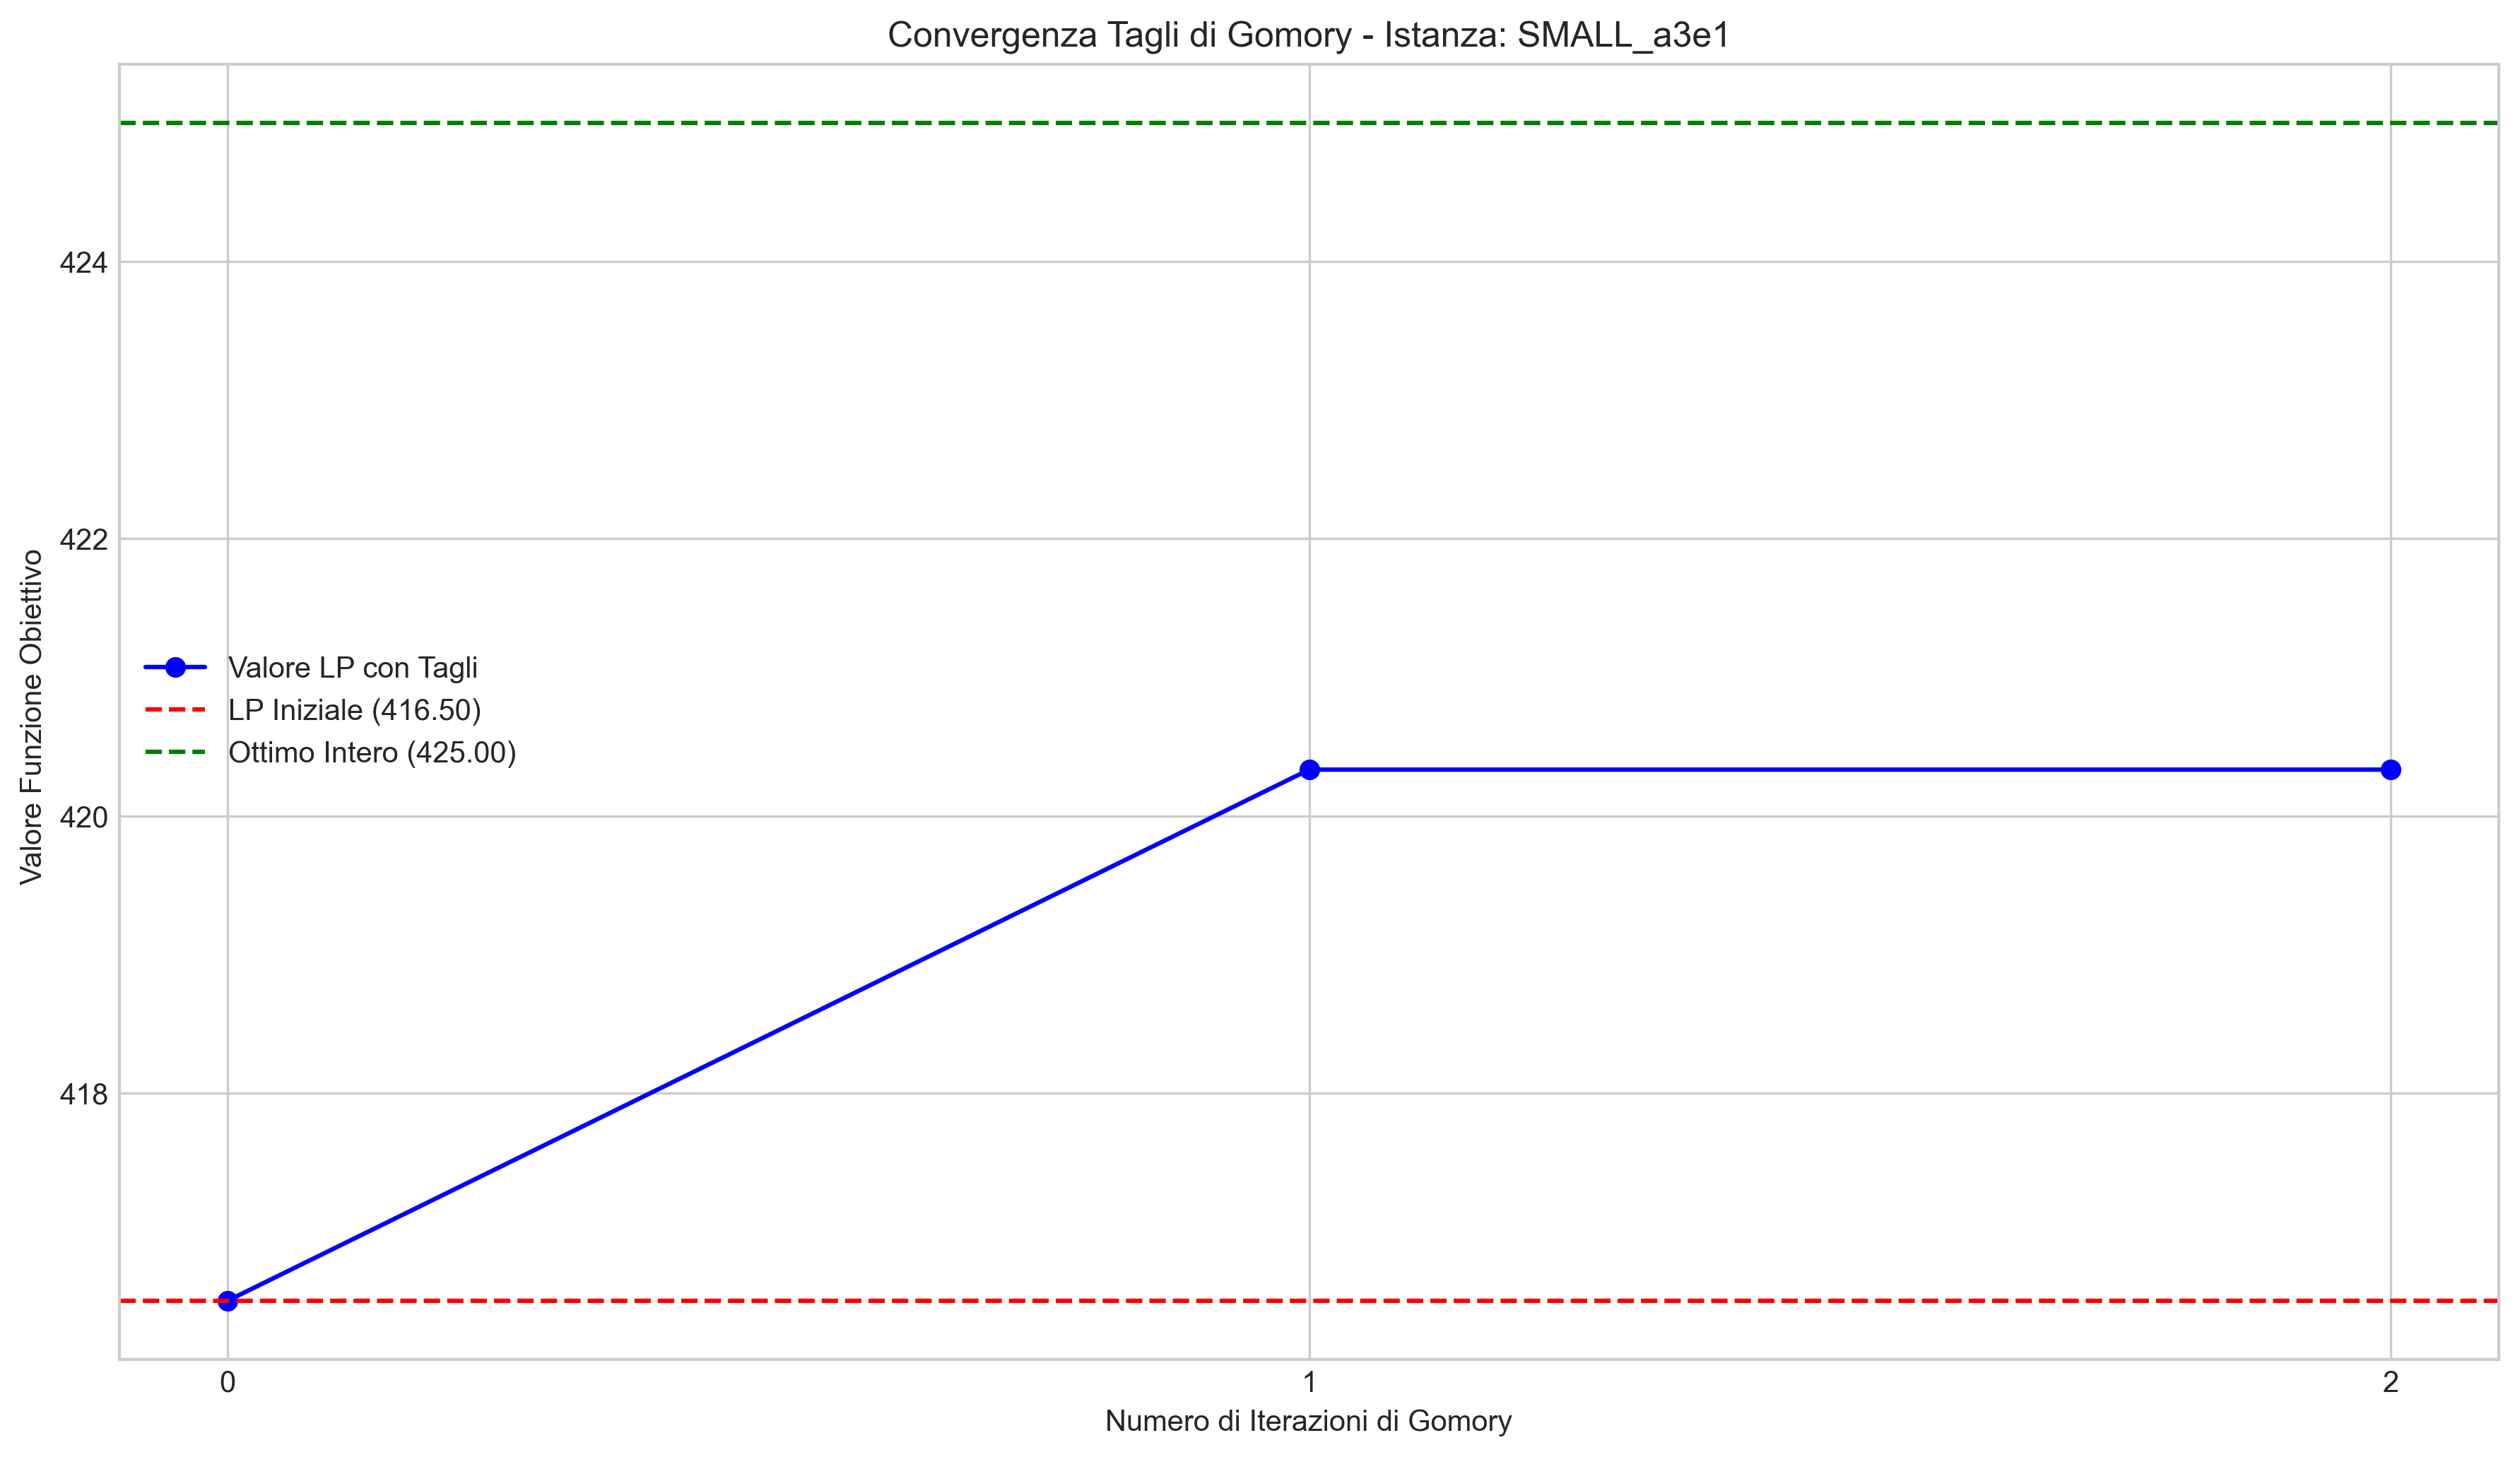 Convergenza Tagli di Gomory - Istanza: SMALL_a3e1
Valore Funzione Obiettivo
424
422
420
418
Valore LP con Tagli
LP Iniziale (416.50)
Ottimo Intero (425.00)
0
1
2
Numero di Iterazioni di Gomory